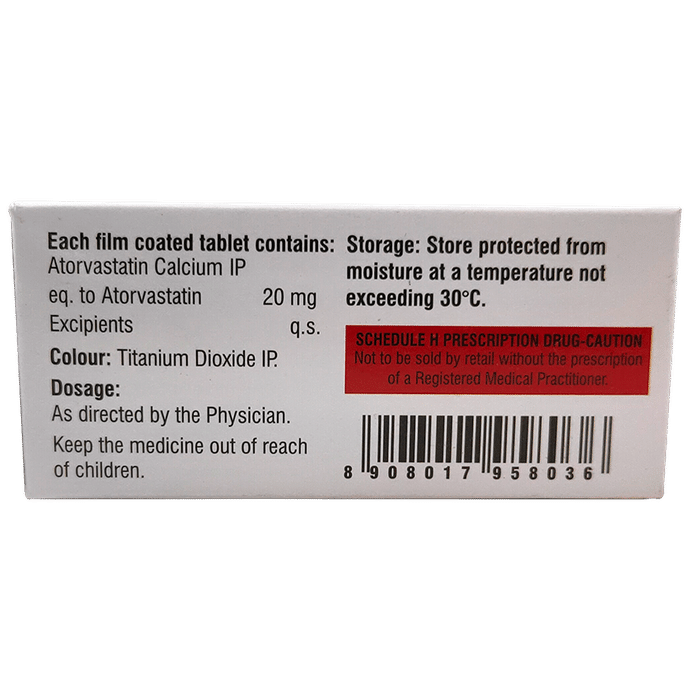 Each film coated tablet contains:
Atorvastatin Calcium IP
eq. to Atorvastatin 20 mg
Excipients q.s.
Colour: Titanium Dioxide IP.
Dosage:
As directed by the Physician.
Keep the medicine out of reach
of children.
Storage: Store protected from
moisture at a temperature not
exceeding 30°C.
SCHEDULE H PRESCRIPTION DRUG-CAUTION
Not to be sold by retail without the prescription
of a Registered Medical Practitioner.
8 908017 958036